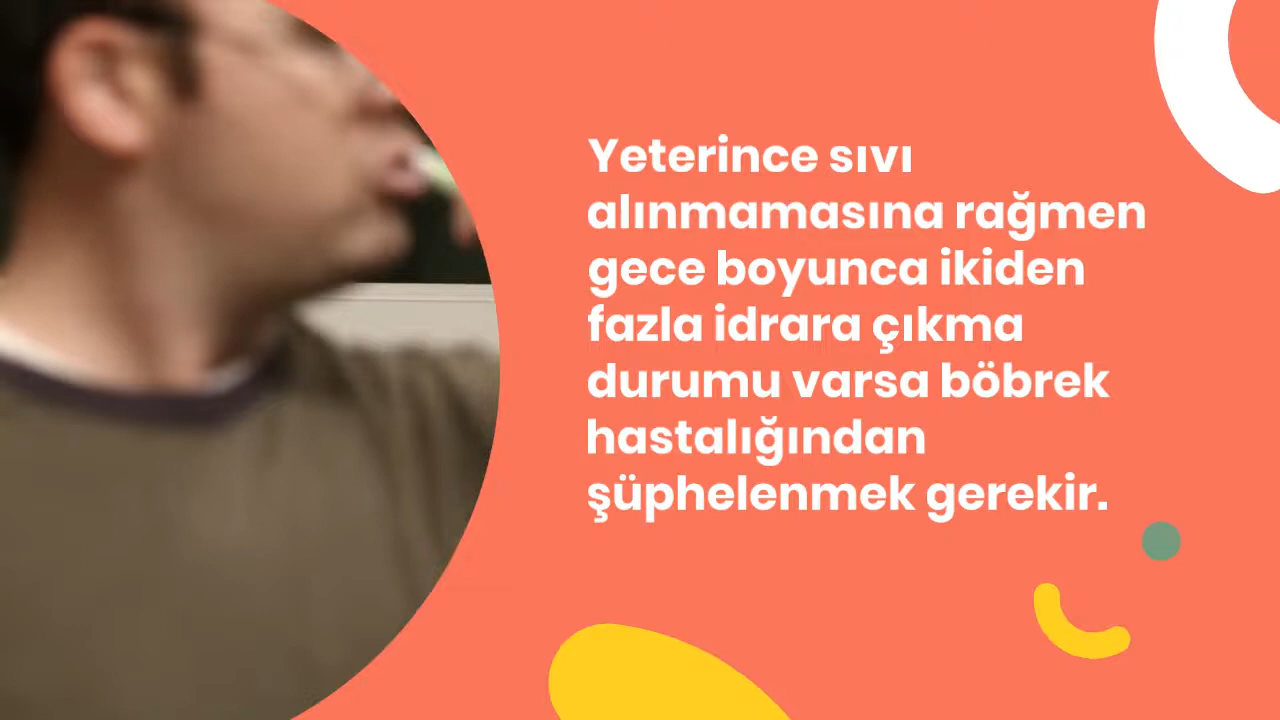 Yeterince sıvı
alınmamasına rağmen
gece boyunca ikiden
fazla idrara çıkma
durumu varsa böbrek
hastalığından
şüphelenmek gerekir.